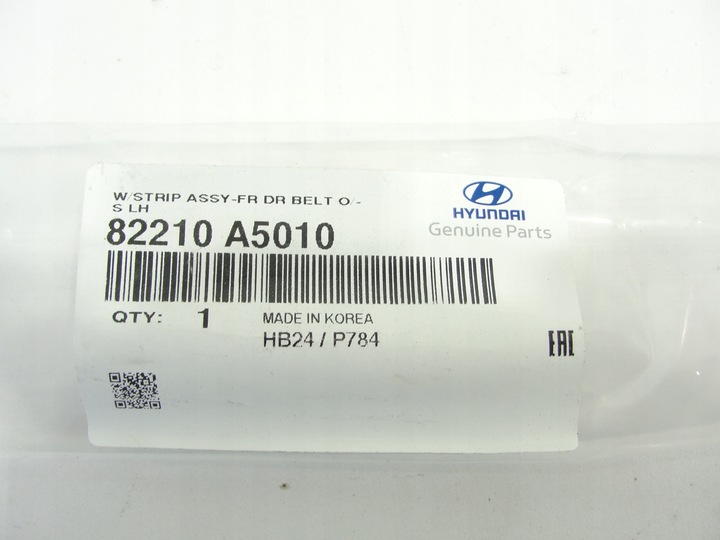 W/STRIP ASSY-FR DR BELT O/-
S LH
82210 A5010
HYUNDAI
Genuine Parts
QTY: 1
MADE IN KOREA
HB24 / P784
EAC